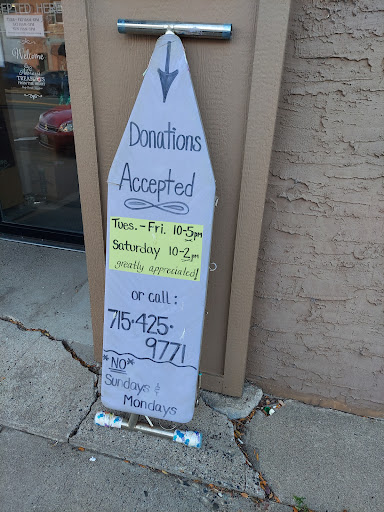 Welcome
Donations
Accepted
Tues. - Fri. 10-5pm
Saturday 10-2pm
greatly appreciated!
or call :
715•425•
9771
*NO*
Sundays &
Mondays